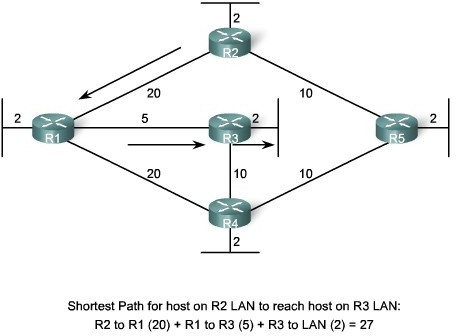 2
R2
20
10
2
5
2
2
R1
R3
R5
20
10
10
R4
2
Shortest Path for host on R2 LAN to reach host on R3 LAN:
R2 to R1 (20) + R1 to R3 (5) + R3 to LAN (2) = 27